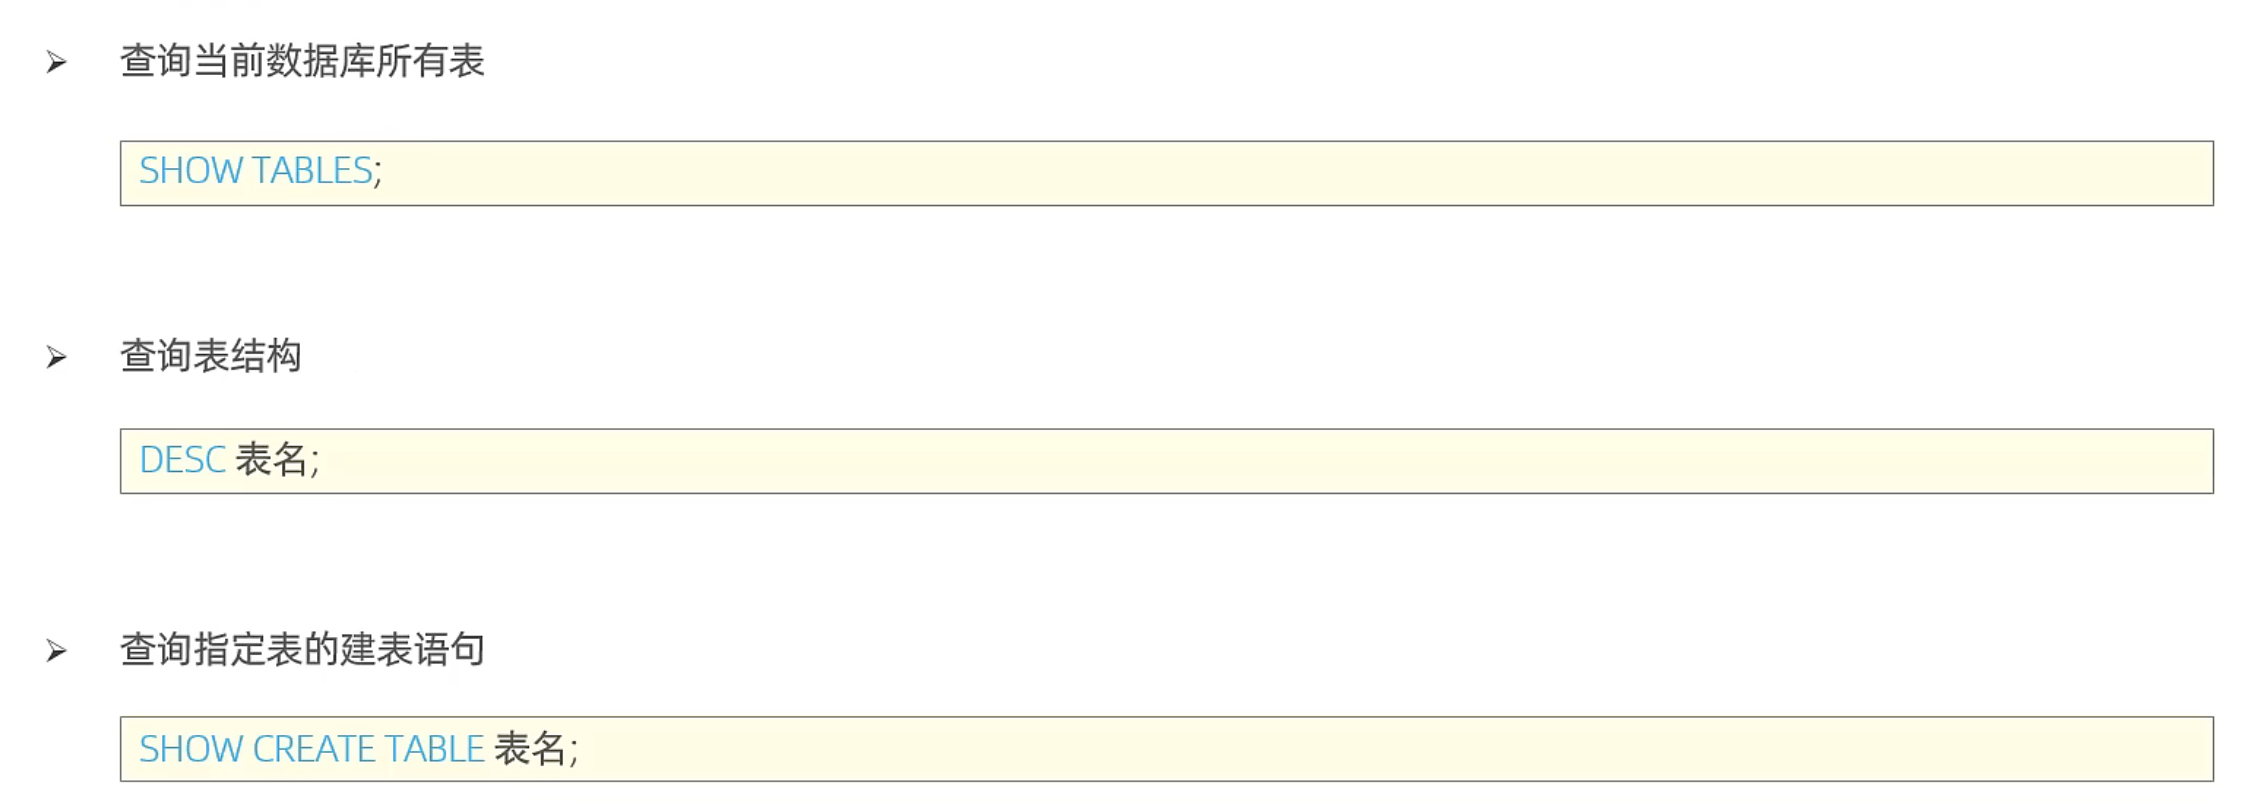 查询当前数据库所有表
SHOW TABLES;
查询表结构
DESC 表名;
查询指定表的建表语句
SHOW CREATE TABLE 表名;